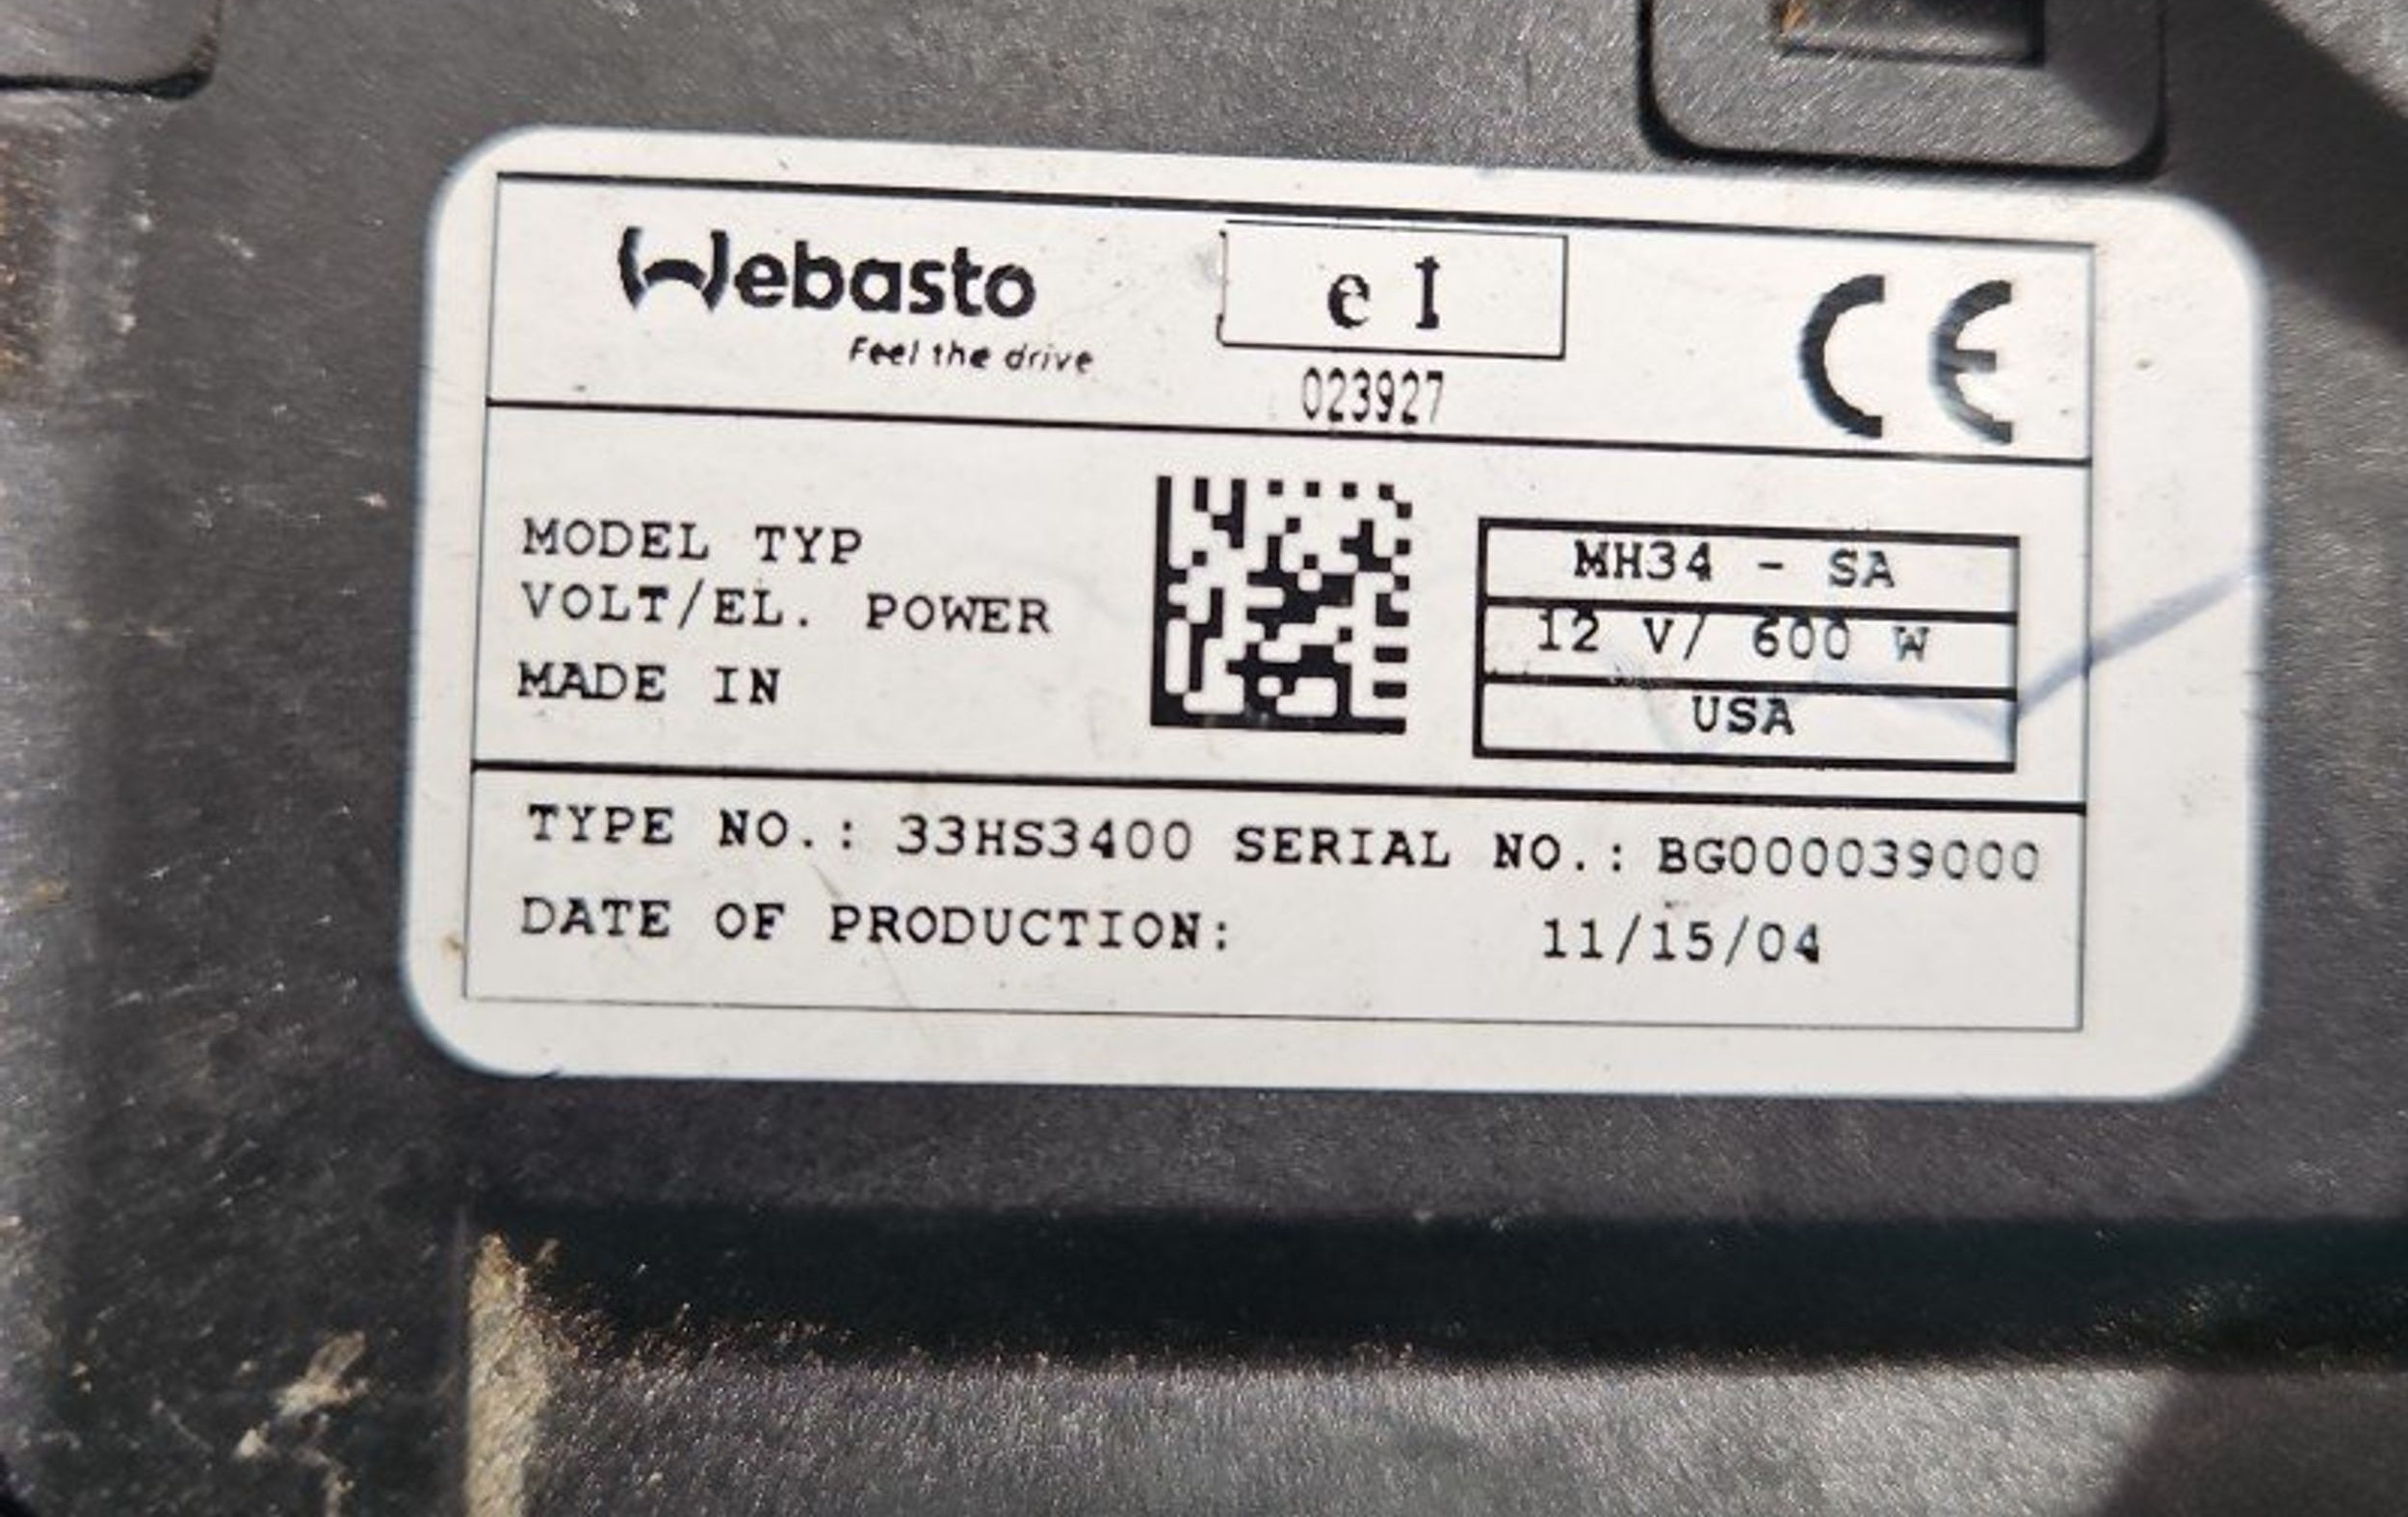 Webasto
Feel the drive
e1
023927
CE
MODEL TYP
MH34 - SA
VOLT/EL. POWER
12 V/ 600 W
MADE IN
USA
TYPE NO.: 33HS3400 SERIAL NO.: BG000039000
DATE OF PRODUCTION: 11/15/04